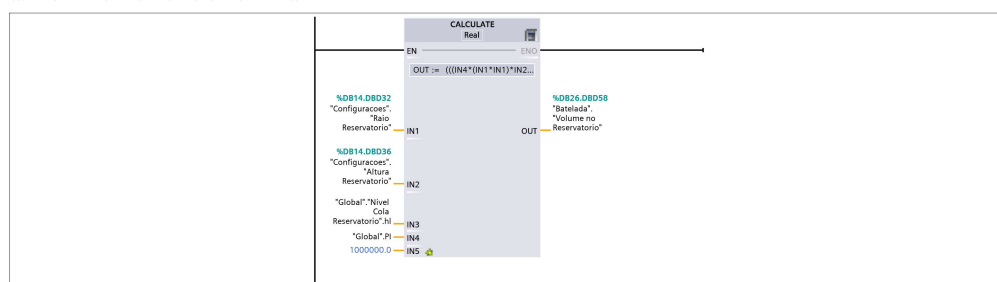 CALCULATE
Real
EN
ENO
OUT := (((IN4*(IN1*IN1)*IN2...
%DB14.DBD32
"Configuracoes".
"Raio
Reservatorio"
IN1
%DB26.DBD58
"Batelada".
"Volume no
Reservatorio"
OUT
%DB14.DBD36
"Configuracoes".
"Altura
Reservatorio"
IN2
"Global"."Nivel
Cola
Reservatorio".hl
IN3
"Global".PI
IN4
1000000.0
IN5